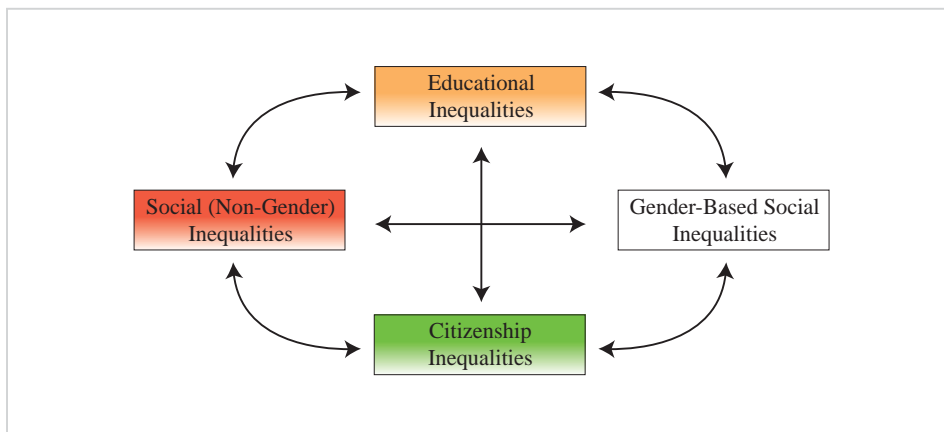 Educational
Inequalities
Social (Non-Gender)
Inequalities
Gender-Based Social
Inequalities
Citizenship
Inequalities